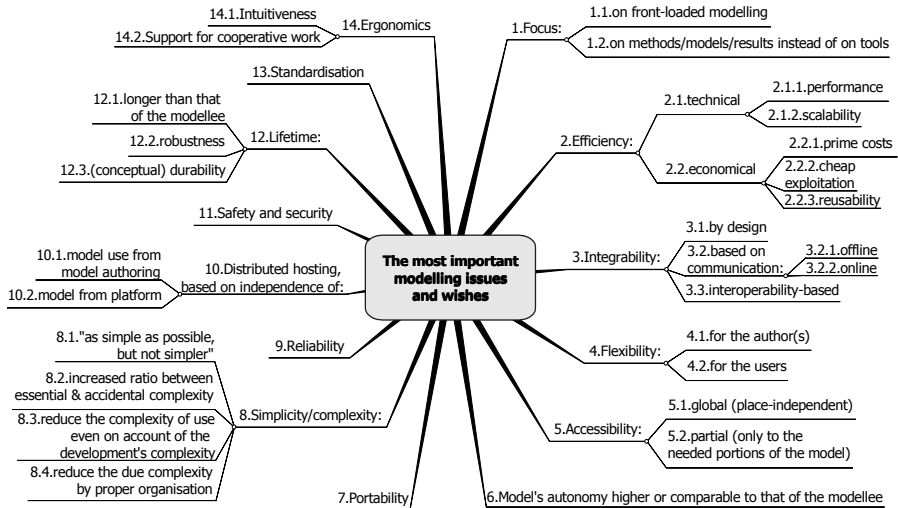 The most important
modelling issues
and wishes
1.Focus:
1.1.on front-loaded modelling
1.2.on methods/models/results instead of on tools
2.Efficiency:
2.1.technical
2.1.1.performance
2.1.2.scalability
2.2.economical
2.2.1.prime costs
2.2.2.cheap
exploitation
2.2.3.reusability
3.Integrability:
3.1.by design
3.2.based on
communication:
3.2.1.offline
3.2.2.online
3.3.interoperability-based
4.Flexibility:
4.1.for the author(s)
4.2.for the users
5.Accessibility:
5.1.global (place-independent)
5.2.partial (only to the
needed portions of the model)
6.Model's autonomy higher or comparable to that of the modellee
7.Portability
8.Simplicity/complexity:
8.1."as simple as possible,
but not simpler"
8.2.increased ratio between
essential & accidental complexity
8.3.reduce the complexity of use
even on account of the
development's complexity
8.4.reduce the due complexity
by proper organisation
9.Reliability
10.Distributed hosting,
based on independence of:
10.1.model use from
model authoring
10.2.model from platform
11.Safety and security
12.Lifetime:
12.1.longer than that
of the modellee
12.2.robustness
12.3.(conceptual) durability
13.Standardisation
14.Ergonomics
14.1.Intuitiveness
14.2.Support for cooperative work